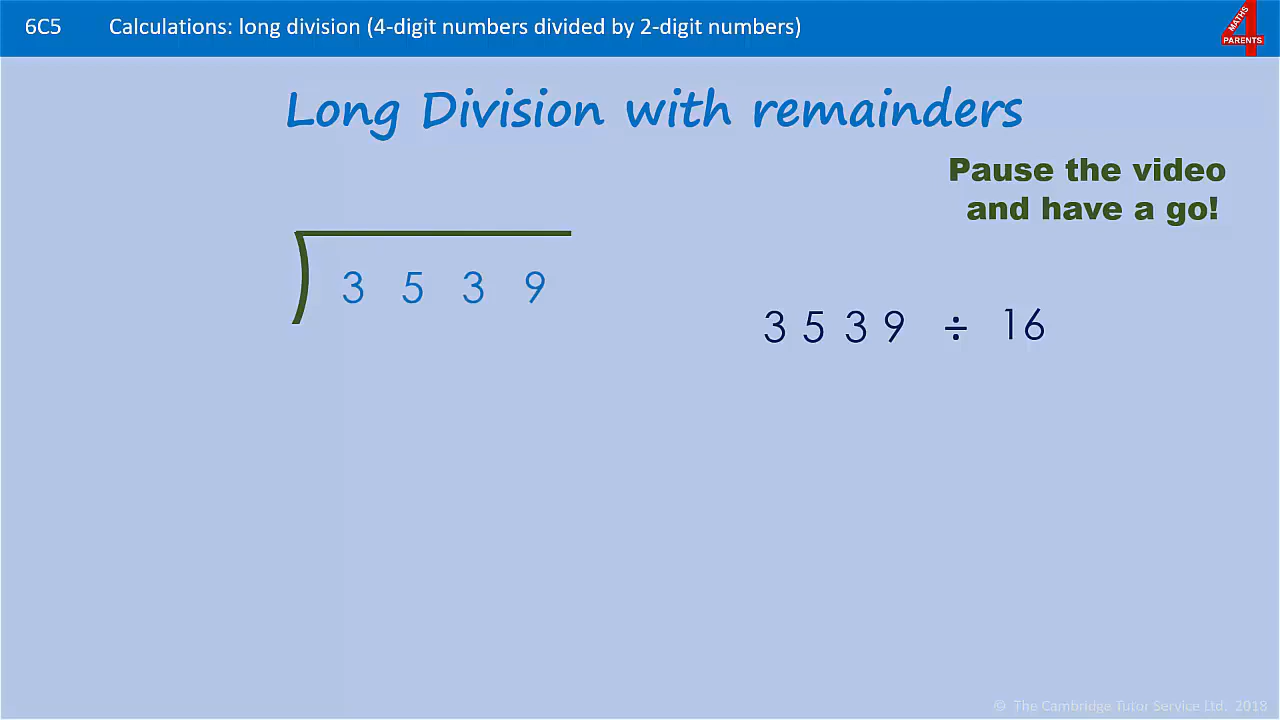 6C5 Calculations: long division (4-digit numbers divided by 2-digit numbers)
MATHS
4
PARENTS
Long Division with remainders
Pause the video
and have a go!
3 5 3 9
3 5 3 9 ÷ 16
© The Cambridge Tutor Service Ltd. 2018